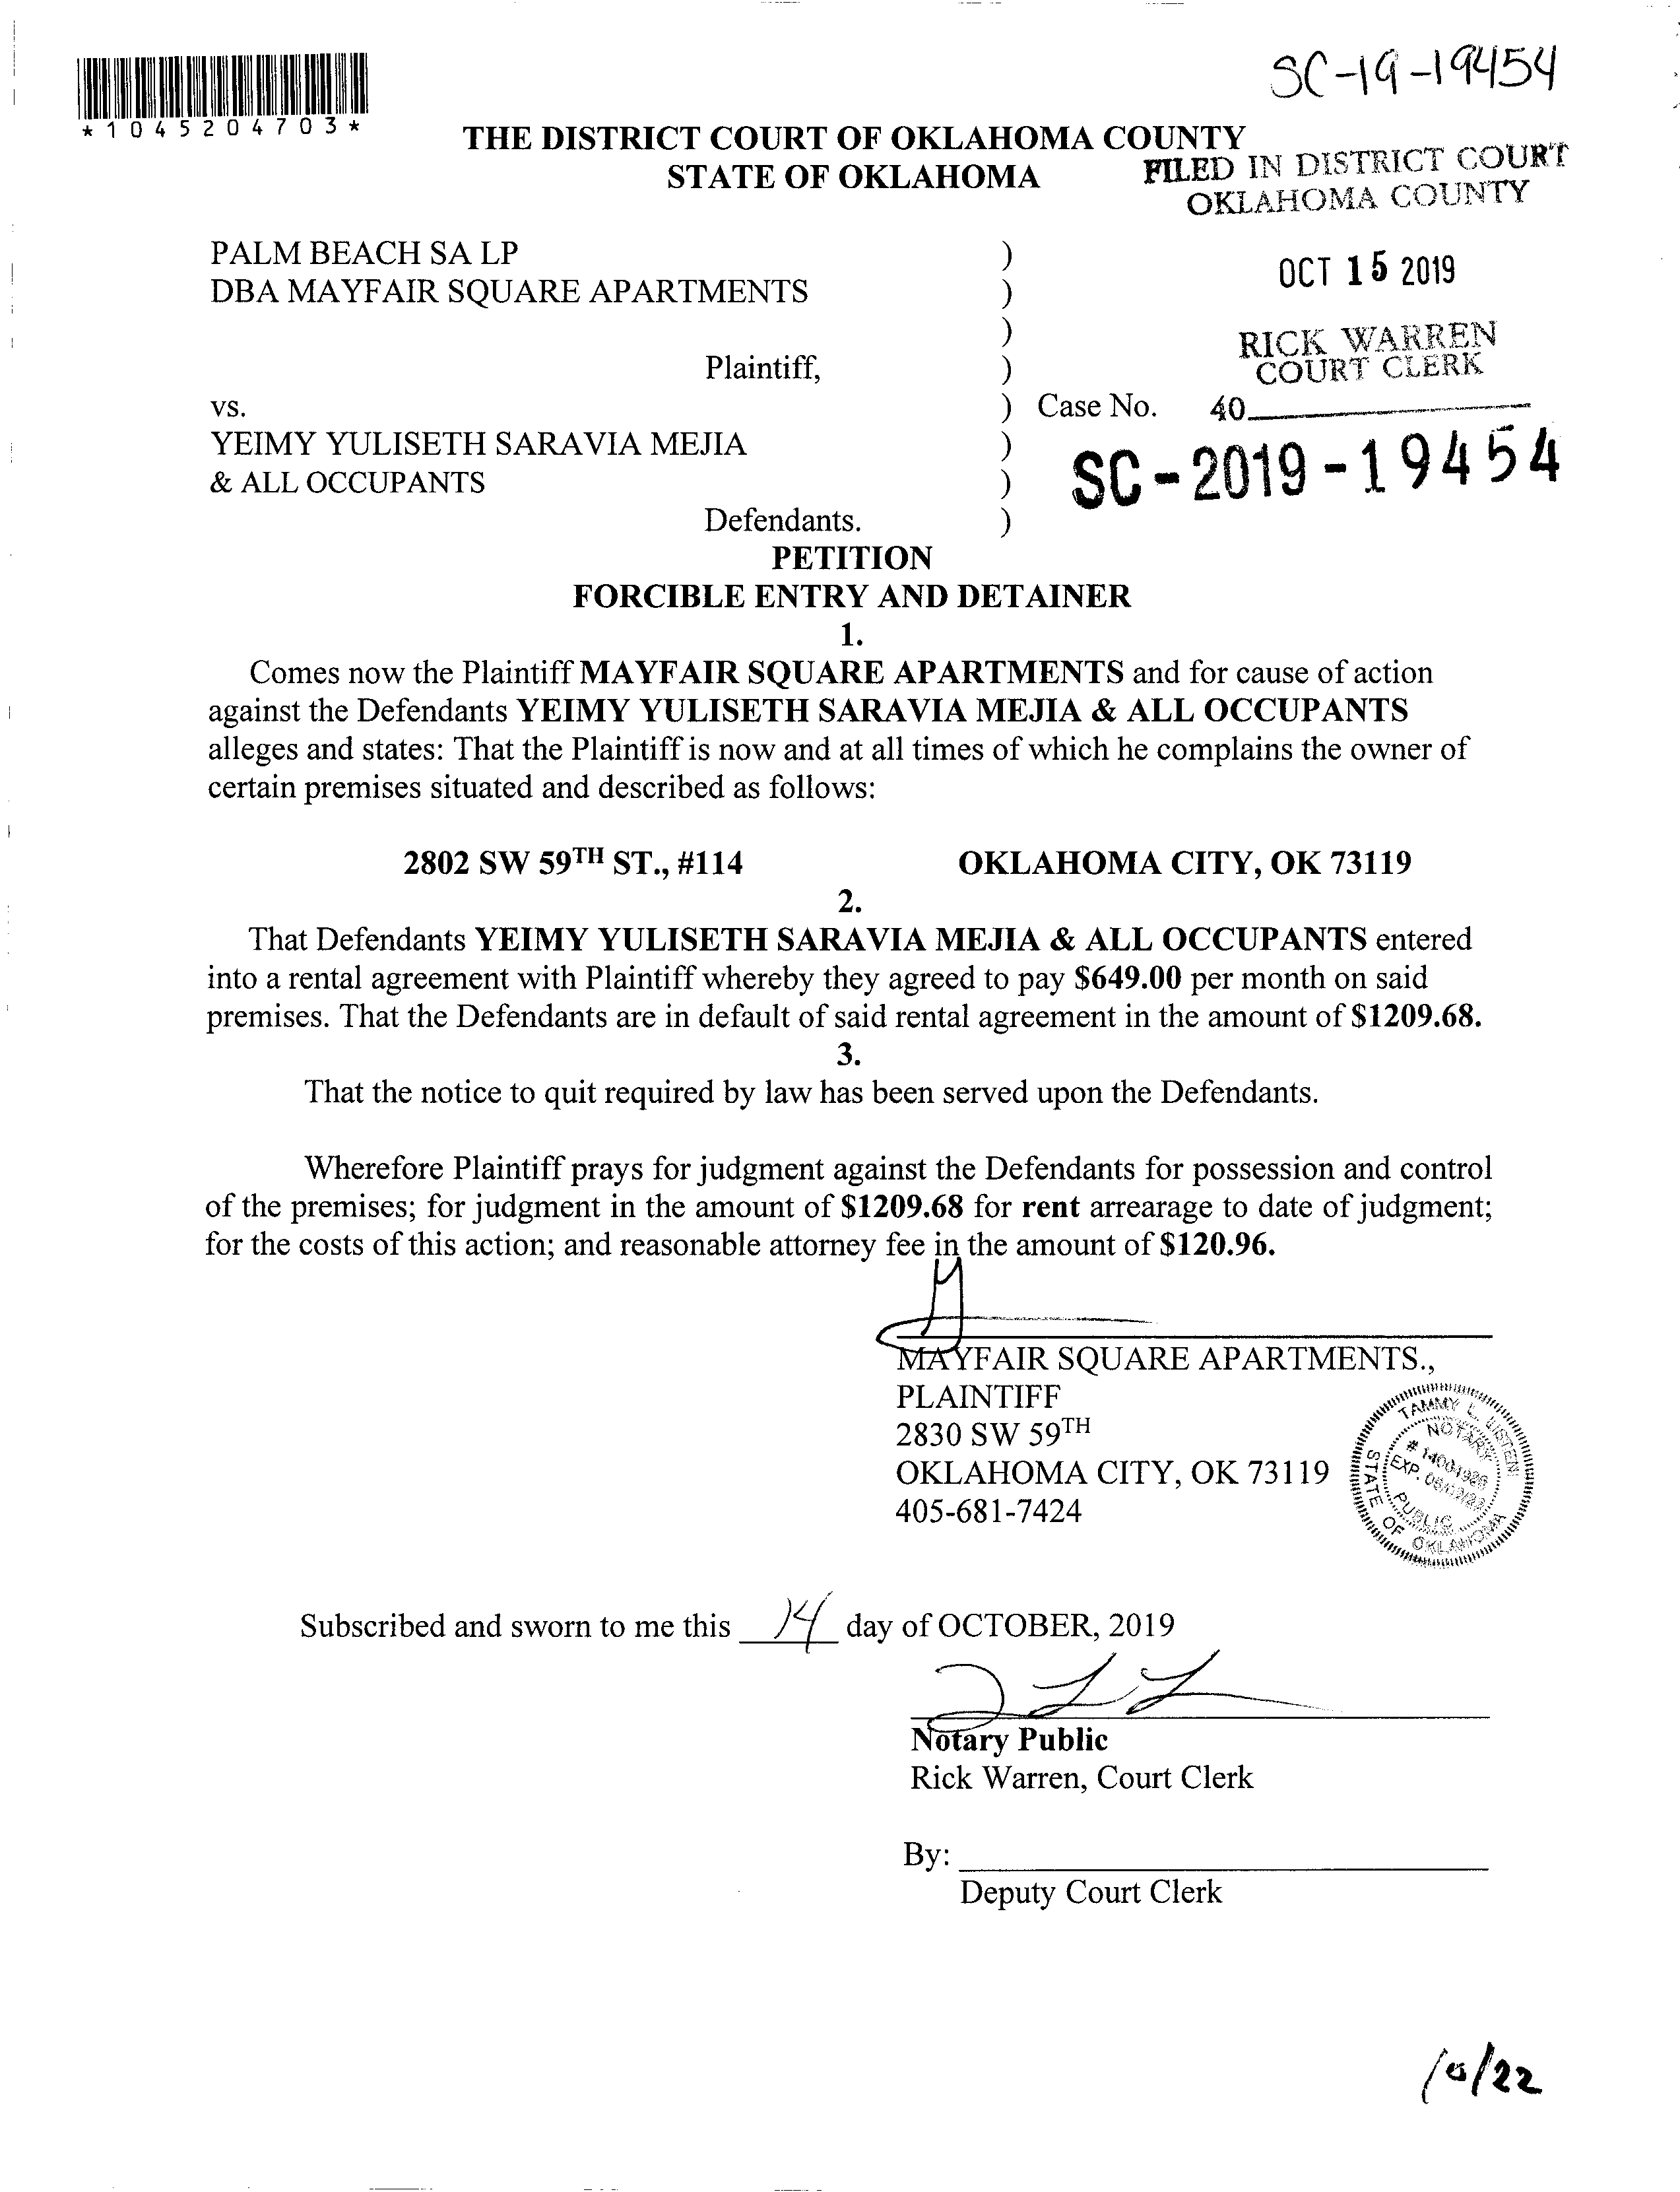 SC-19-19454
*1045204703*
THE DISTRICT COURT OF OKLAHOMA COUNTY
STATE OF OKLAHOMA
FILED IN DISTRICT COURT
OKLAHOMA COUNTY
PALM BEACH SA LP )
DBA MAYFAIR SQUARE APARTMENTS )
OCT 15 2019
)
Plaintiff, )
RICK WARREN
COURT CLERK
vs. ) Case No. 40
YEIMY YULISETH SARAVIA MEJIA )
& ALL OCCUPANTS )
SC-2019-19454
Defendants. )
PETITION
FORCIBLE ENTRY AND DETAINER
1.
Comes now the Plaintiff MAYFAIR SQUARE APARTMENTS and for cause of action
against the Defendants YEIMY YULISETH SARAVIA MEJIA & ALL OCCUPANTS
alleges and states: That the Plaintiff is now and at all times of which he complains the owner of
certain premises situated and described as follows:
2802 SW 59TH ST., #114 OKLAHOMA CITY, OK 73119
2.
That Defendants YEIMY YULISETH SARAVIA MEJIA & ALL OCCUPANTS entered
into a rental agreement with Plaintiff whereby they agreed to pay $649.00 per month on said
premises. That the Defendants are in default of said rental agreement in the amount of $1209.68.
3.
That the notice to quit required by law has been served upon the Defendants.
Wherefore Plaintiff prays for judgment against the Defendants for possession and control
of the premises; for judgment in the amount of $1209.68 for rent arrearage to date of judgment;
for the costs of this action; and reasonable attorney fee in the amount of $120.96.
MAYFAIR SQUARE APARTMENTS.,
PLAINTIFF
2830 SW 59TH
OKLAHOMA CITY, OK 73119
405-681-7424
TAMMY L.
NOTARY
# 14004926
EXP.
PUBLIC
STATE OF OKLAHOMA
Subscribed and sworn to me this 14 day of OCTOBER, 2019
Notary Public
Rick Warren, Court Clerk
By:
Deputy Court Clerk
10/22